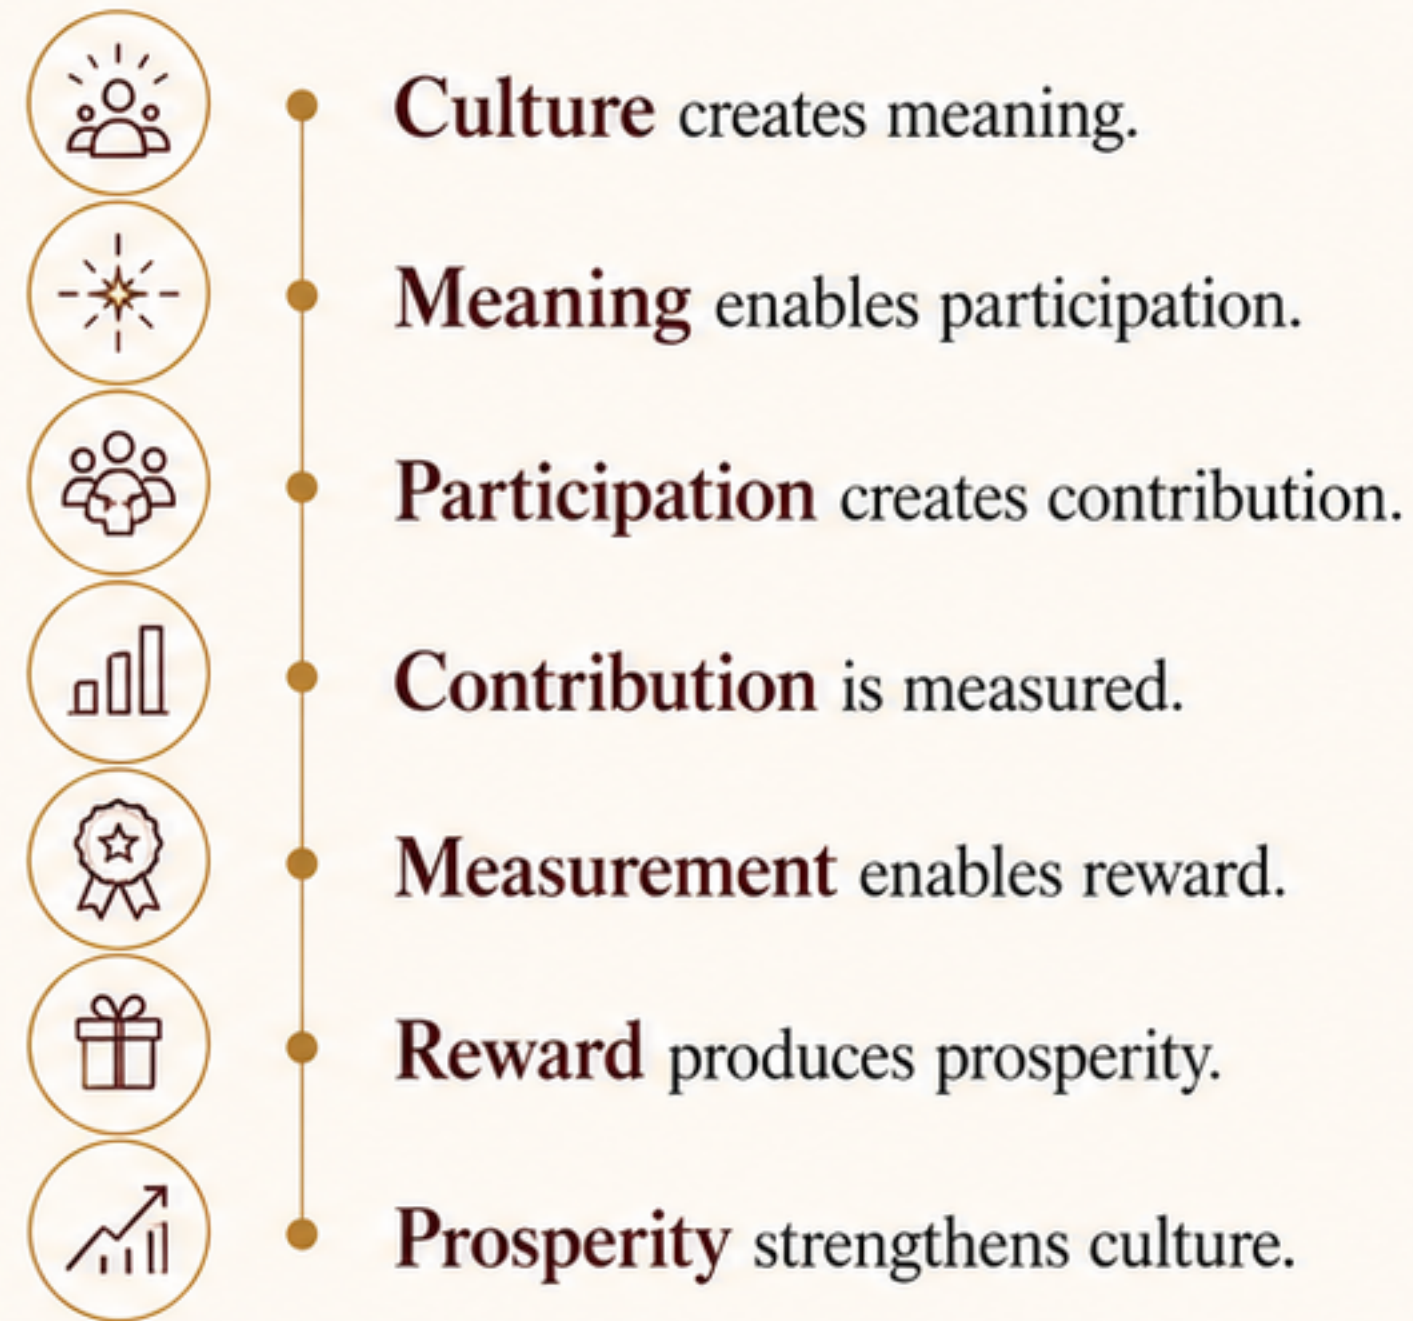 Culture creates meaning.
Meaning enables participation.
Participation creates contribution.
Contribution is measured.
Measurement enables reward.
Reward produces prosperity.
Prosperity strengthens culture.